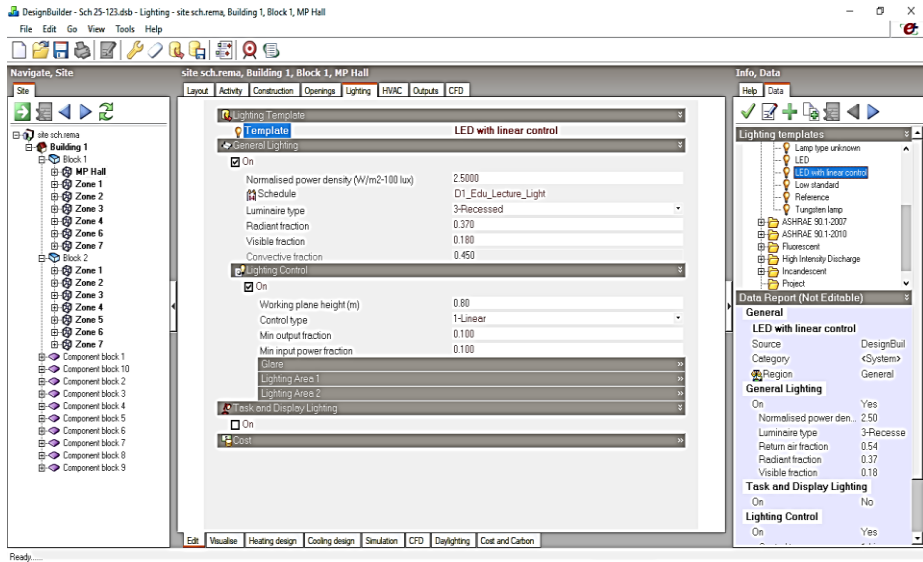 DesignBuilder - Sch 25-123.dsb - Lighting - site sch.rema, Building 1, Block 1, MP Hall
File Edit Go View Tools Help
Navigate, Site
Site
site sch.rema
Building 1
Block 1
MP Hall
Zone 1
Zone 2
Zone 3
Zone 4
Zone 6
Zone 7
Block 2
Zone 1
Zone 2
Zone 3
Zone 4
Zone 5
Zone 6
Zone 7
Component block 1
Component block 10
Component block 2
Component block 3
Component block 4
Component block 5
Component block 6
Component block 7
Component block 8
Component block 9
site sch.rema, Building 1, Block 1, MP Hall
Layout Activity Construction Openings Lighting HVAC Outputs CFD
Lighting Template
Template LED with linear control
General Lighting
On
Normalised power density (W/m2-100 lux) 2.5000
Schedule D1_Edu_Lecture_Light
Luminaire type 3-Recessed
Radiant fraction 0.370
Visible fraction 0.180
Convective fraction 0.450
Lighting Control
On
Working plane height (m) 0.80
Control type 1-Linear
Min output fraction 0.100
Min input power fraction 0.100
Glare
Lighting Area 1
Lighting Area 2
Task and Display Lighting
On
Cost
Edit Visualise Heating design Cooling design Simulation CFD Daylighting Cost and Carbon
Info, Data
Help Data
Lighting templates
Lamp type unknown
LED
LED with linear control
Low standard
Reference
Tungsten lamp
ASHRAE 90.1-2007
ASHRAE 90.1-2010
Fluorescent
High Intensity Discharge
Incandescent
Project
Data Report (Not Editable)
General
LED with linear control
Source DesignBuil
Category <System>
Region General
General Lighting
On Yes
Normalised power den... 2.50
Luminaire type 3-Recesse
Return air fraction 0.54
Radiant fraction 0.37
Visible fraction 0.18
Task and Display Lighting
On No
Lighting Control
On Yes
Ready.....